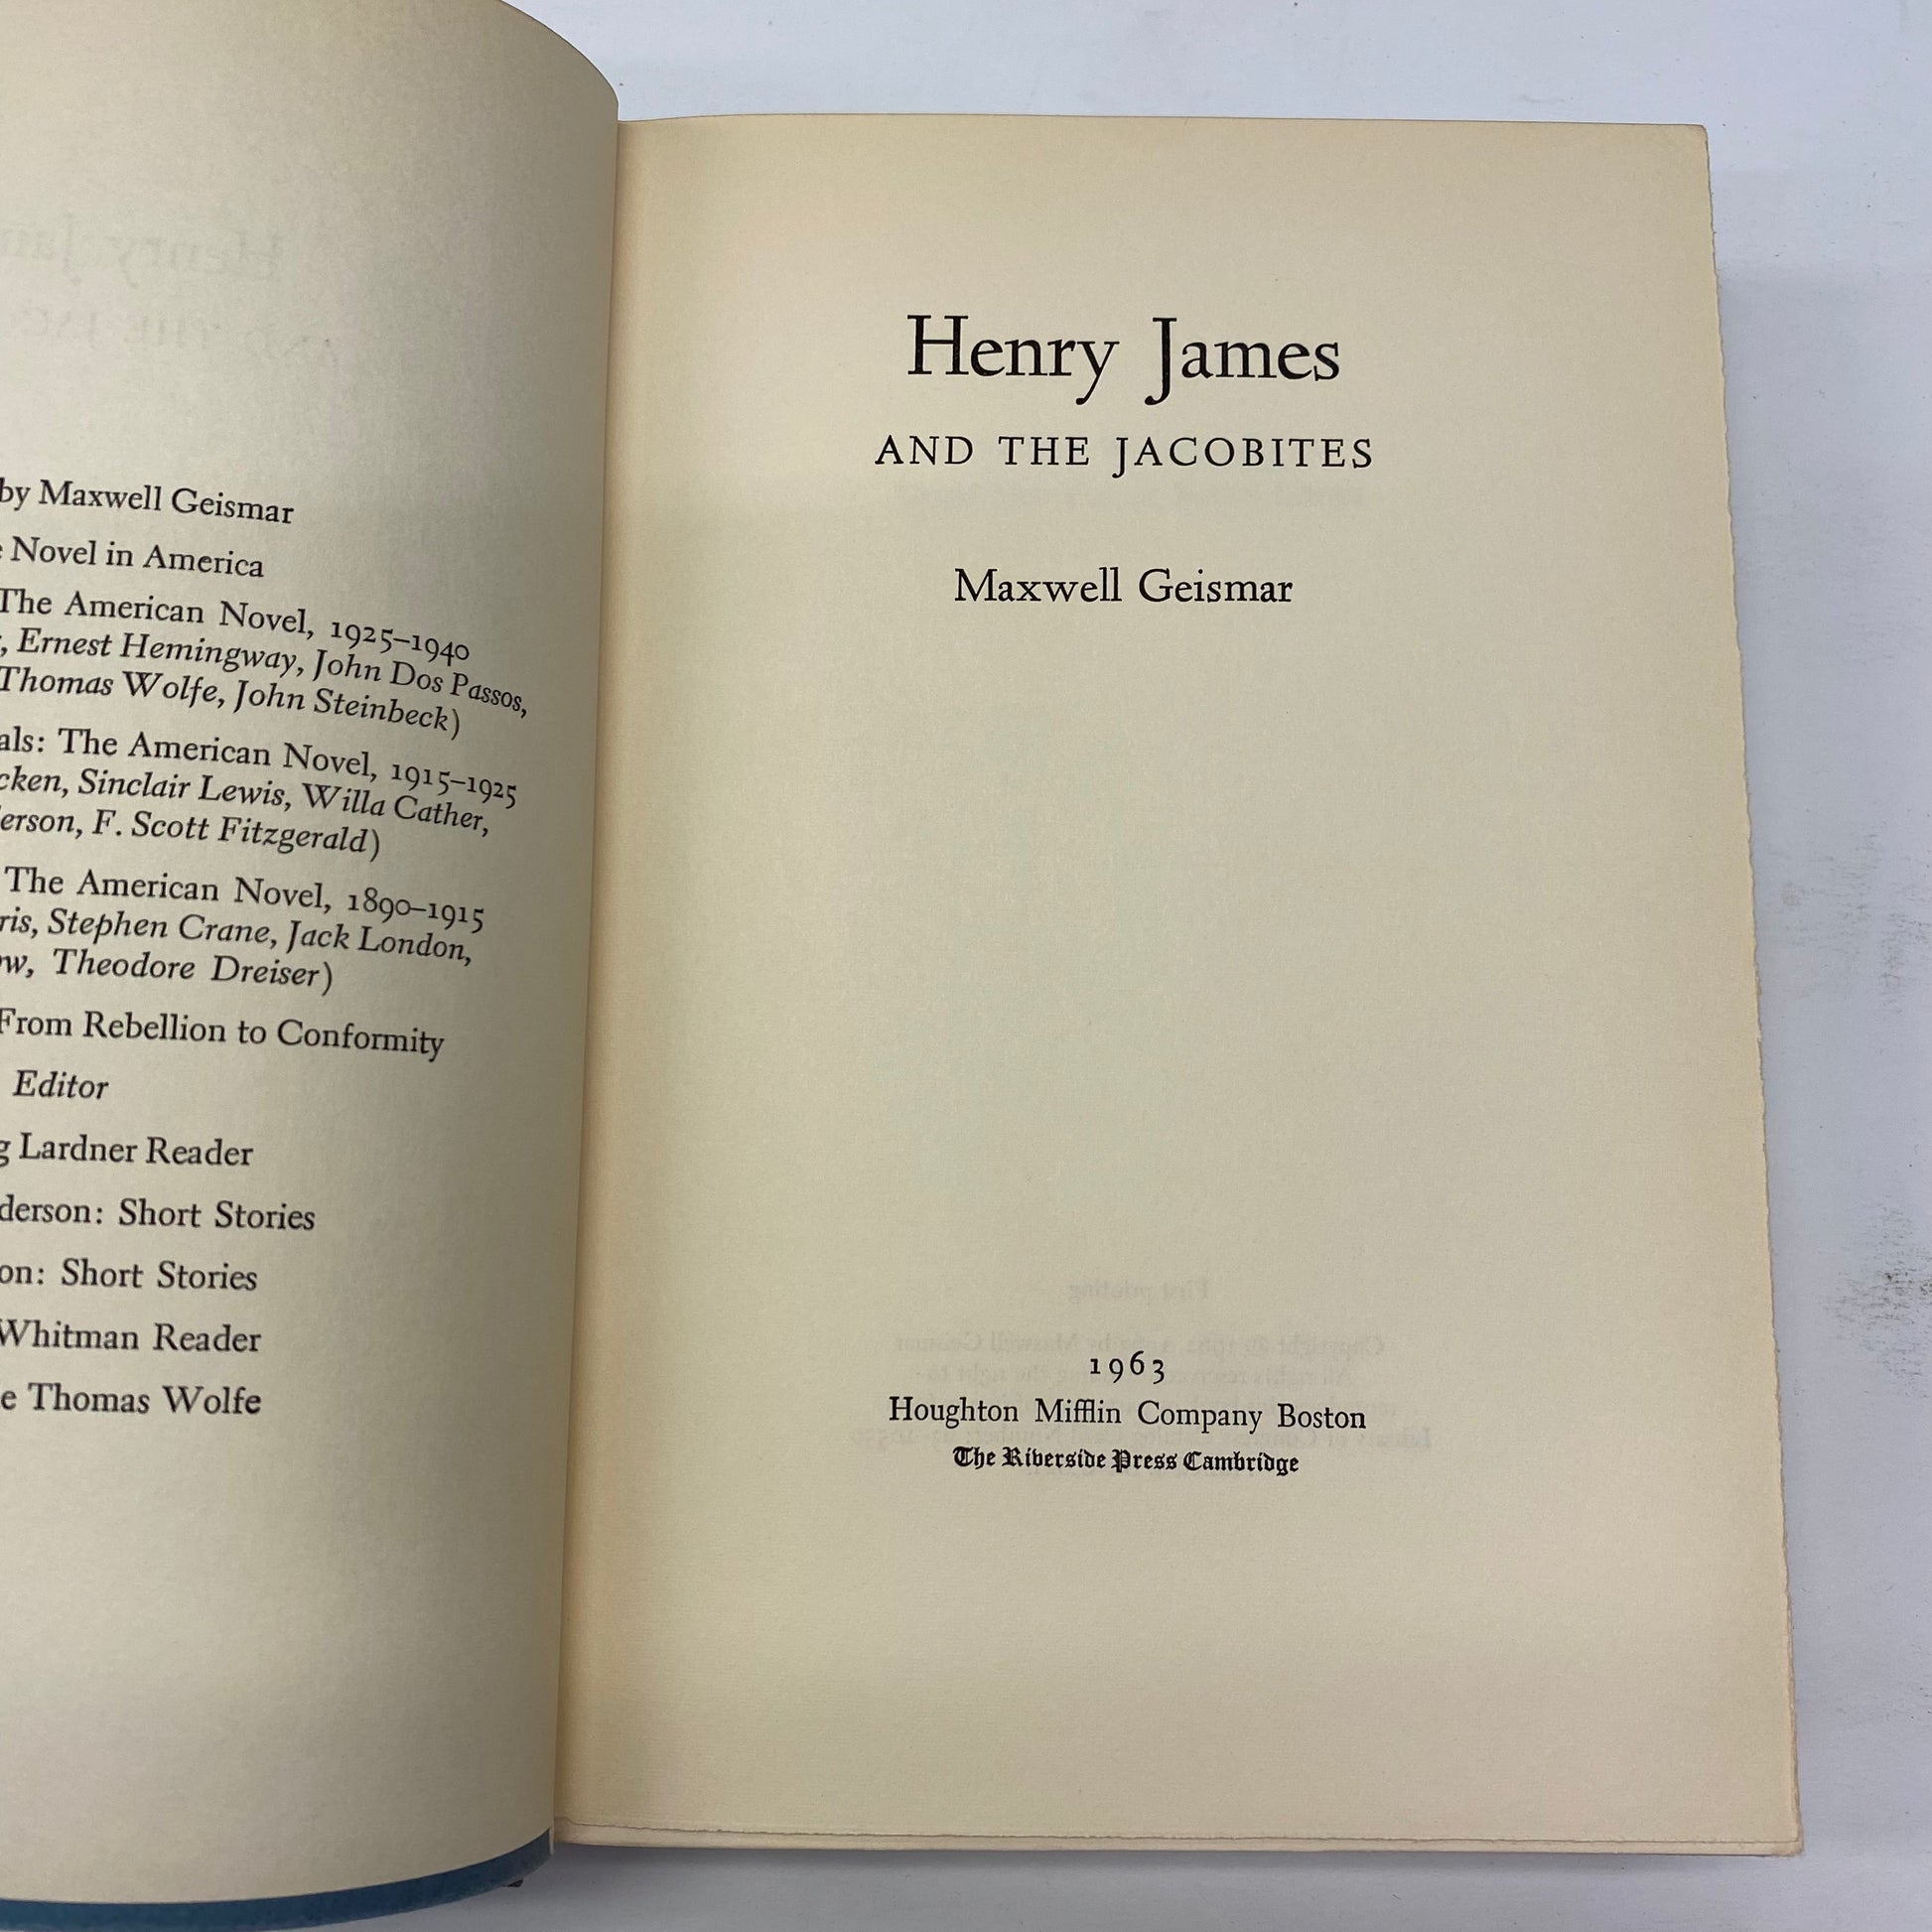 by Maxwell Geismar
Novel in America
The American Novel, 1925–1940
, Ernest Hemingway, John Dos Passos,
Thomas Wolfe, John Steinbeck)
als: The American Novel, 1915–1925
cken, Sinclair Lewis, Willa Cather,
erson, F. Scott Fitzgerald)
The American Novel, 1890–1915
ris, Stephen Crane, Jack London,
ow, Theodore Dreiser)
From Rebellion to Conformity
Editor
g Lardner Reader
derson: Short Stories
on: Short Stories
Whitman Reader
e Thomas Wolfe
Henry James
AND THE JACOBITES
Maxwell Geismar
1963
Houghton Mifflin Company Boston
The Riverside Press Cambridge